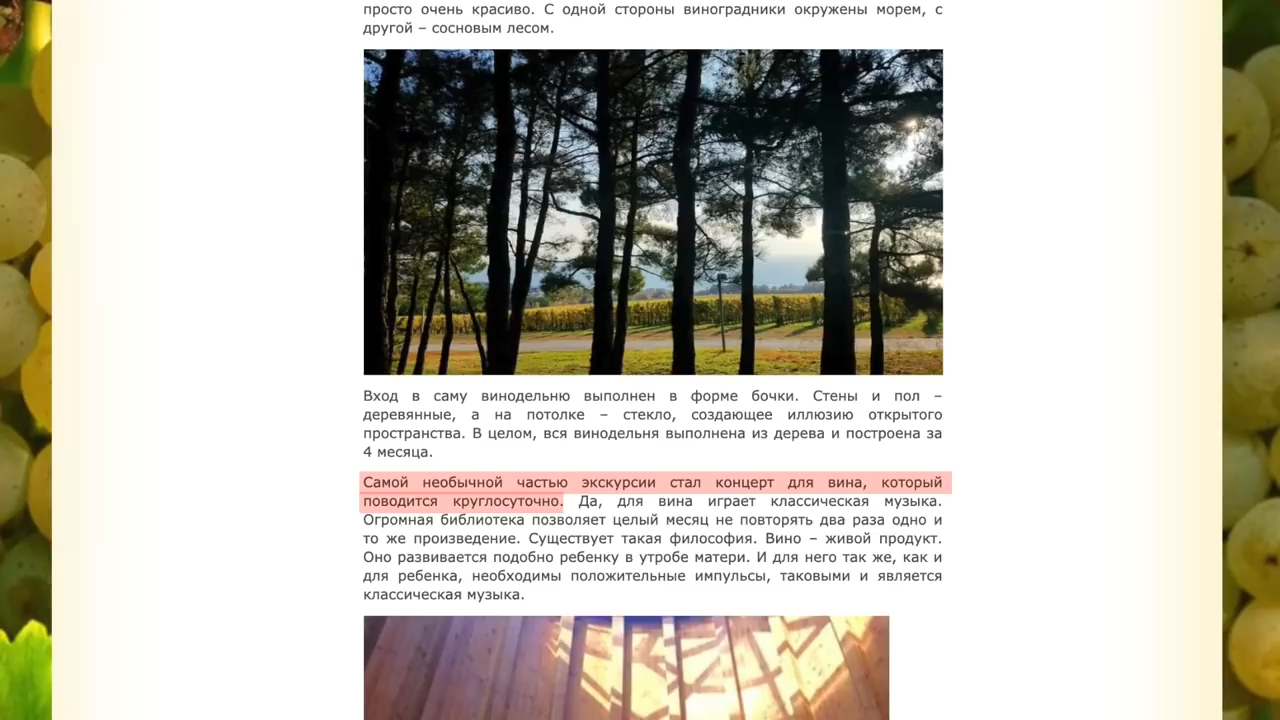 просто очень красиво. С одной стороны виноградники окружены морем, с
другой – сосновым лесом.
Вход в саму винодельню выполнен в форме бочки. Стены и пол –
деревянные, а на потолке – стекло, создающее иллюзию открытого
пространства. В целом, вся винодельня выполнена из дерева и построена за
4 месяца.
Самой необычной частью экскурсии стал концерт для вина, который
поводится круглосуточно. Да, для вина играет классическая музыка.
Огромная библиотека позволяет целый месяц не повторять два раза одно и
то же произведение. Существует такая философия. Вино – живой продукт.
Оно развивается подобно ребенку в утробе матери. И для него так же, как и
для ребенка, необходимы положительные импульсы, таковыми и является
классическая музыка.